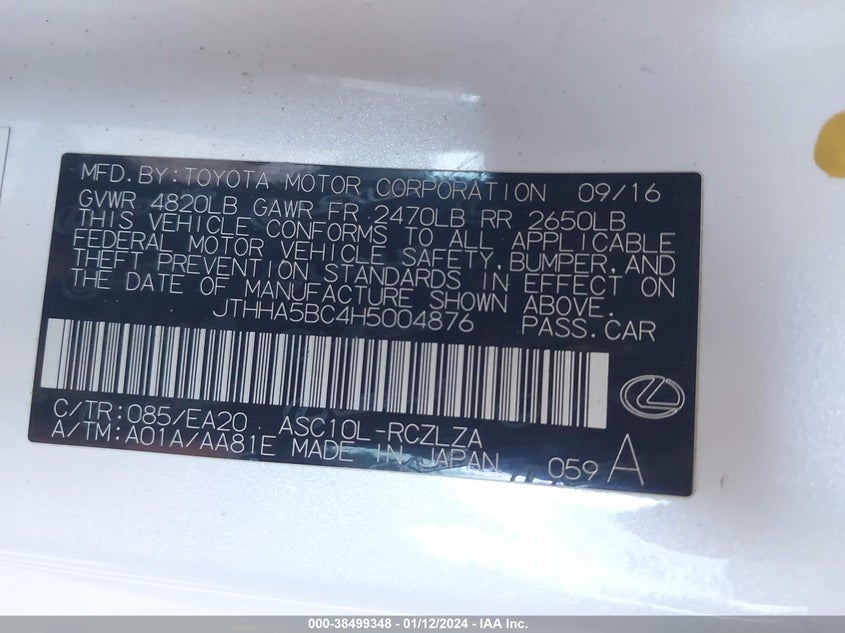 MFD.BY:TOYOTA MOTOR CORPORATION 09/16
GVWR 4820LB GAWR FR 2470LB RR 2650LB
THIS VEHICLE CONFORMS TO ALL APPLICABLE
FEDERAL MOTOR VEHICLE SAFETY,BUMPER,AND
THEFT PREVENTION STANDARDS IN EFFECT ON
THE DATE OF MANUFACTURE SHOWN ABOVE.
JTHHA5BC4H5004876 PASS.CAR
C/TR:085/EA20 ASC10L-RCZLZA
A/TM:A01A/AA81E MADE IN JAPAN 059 A
000-38499348 - 01/12/2024 - IAA Inc.